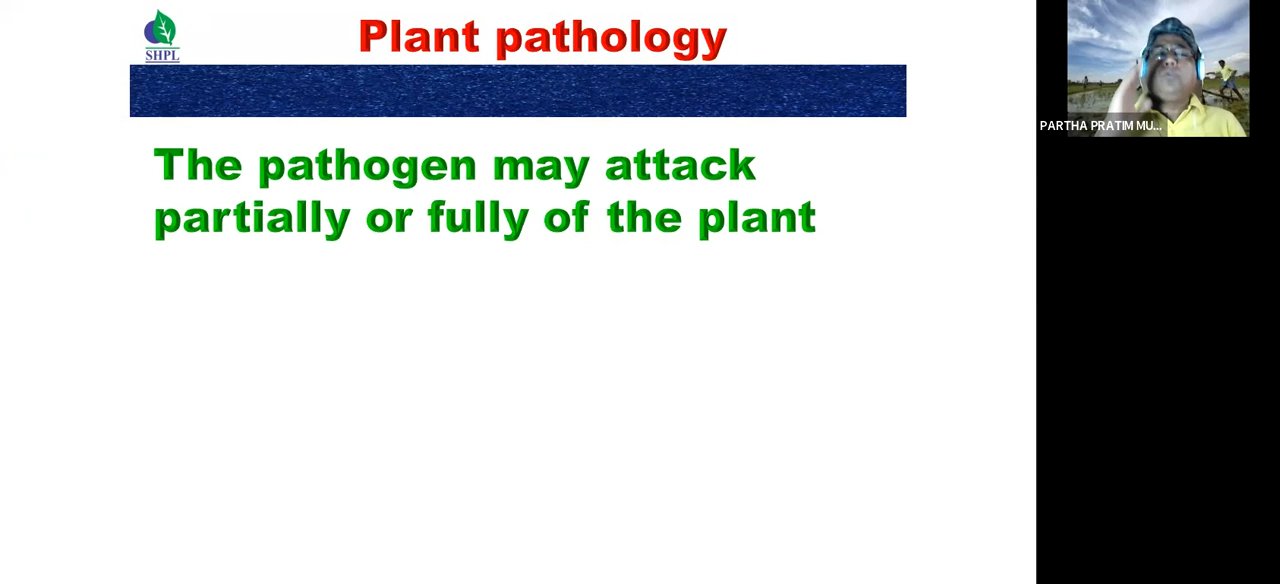 Plant pathology
SHPL
The pathogen may attack
partially or fully of the plant
PARTHA PRATIM MU...